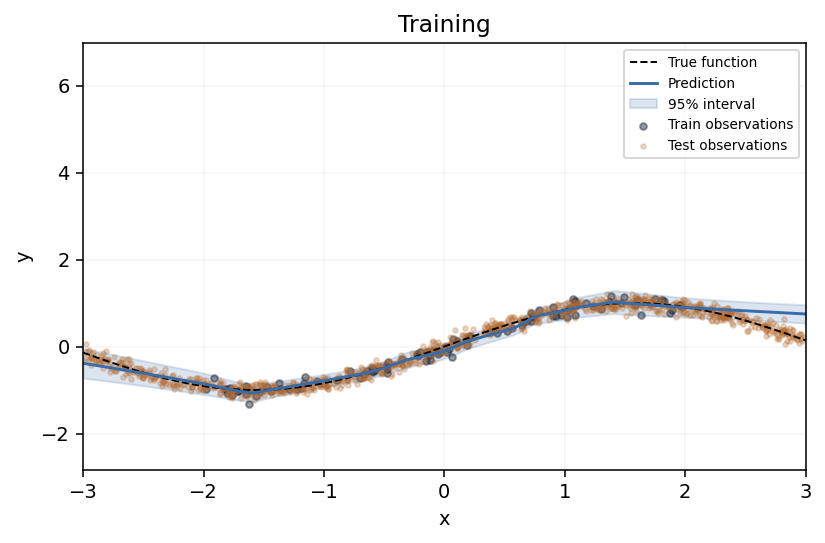 Training
True function
Prediction
95% interval
Train observations
Test observations
y
6
4
2
0
−2
−3 −2 −1 0 1 2 3
x